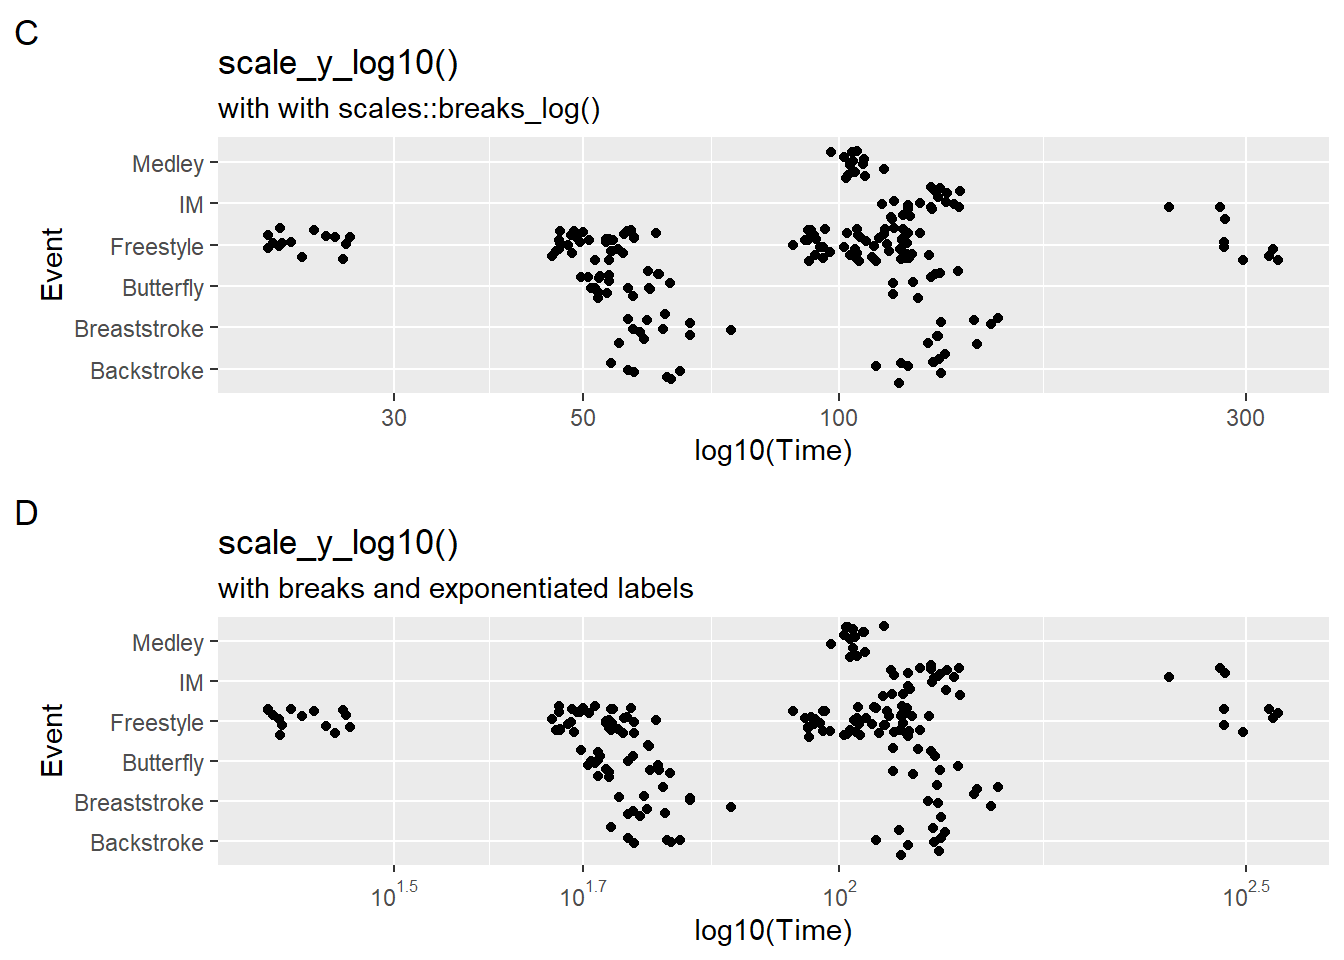 C
scale_y_log10()
with with scales::breaks_log()
Event
Medley
IM
Freestyle
Butterfly
Breaststroke
Backstroke
30 50 100 300
log10(Time)
D
scale_y_log10()
with breaks and exponentiated labels
Event
Medley
IM
Freestyle
Butterfly
Breaststroke
Backstroke
10^1.5 10^1.7 10^2 10^2.5
log10(Time)